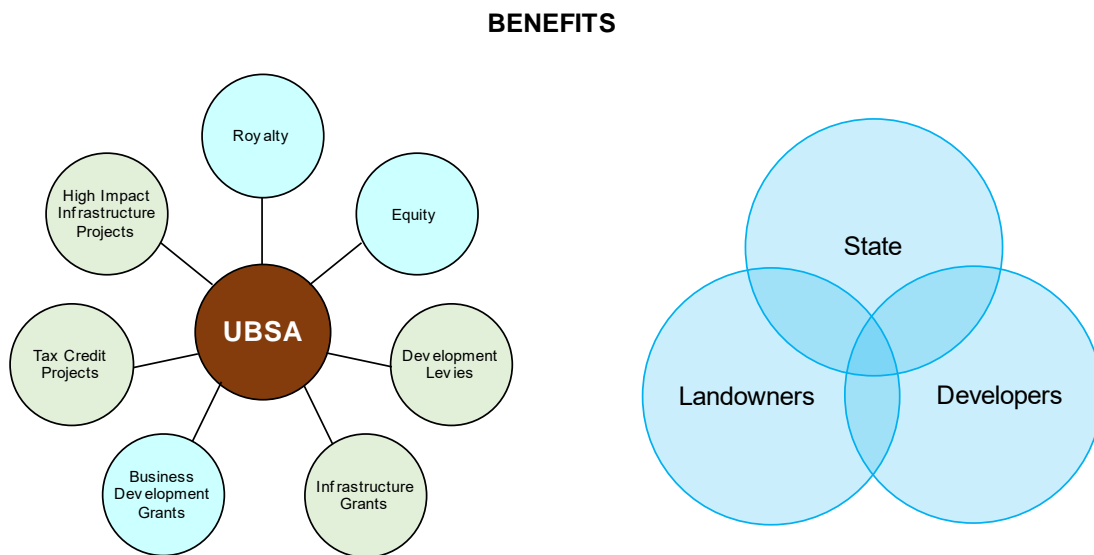 BENEFITS
Royalty
High Impact
Infrastructure
Projects
Equity
UBSA
Tax Credit
Projects
Development
Levies
Business
Development
Grants
Infrastructure
Grants
State
Landowners
Developers